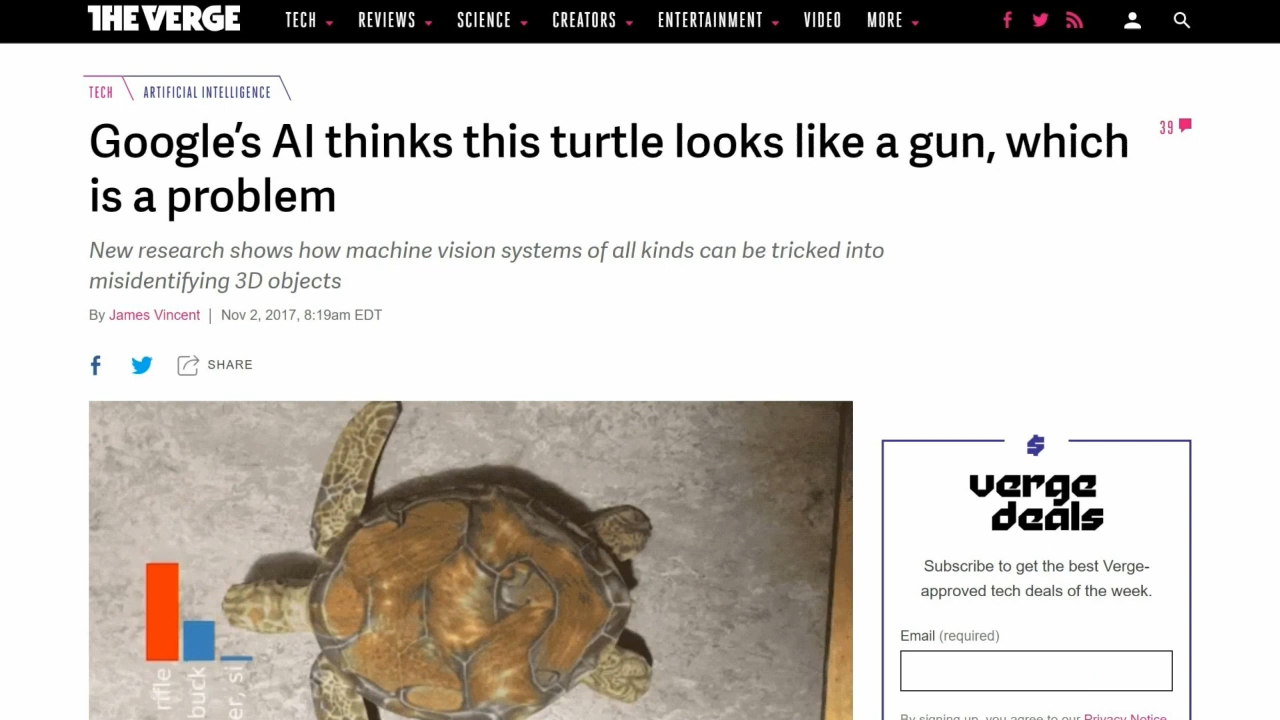 THE VERGE
TECH REVIEWS SCIENCE CREATORS ENTERTAINMENT VIDEO MORE
TECH ARTIFICIAL INTELLIGENCE
Google's AI thinks this turtle looks like a gun, which
is a problem
39
New research shows how machine vision systems of all kinds can be tricked into
misidentifying 3D objects
By James Vincent | Nov 2, 2017, 8:19am EDT
SHARE
rifle
buck
er, si
verge
deals
Subscribe to get the best Verge-
approved tech deals of the week.
Email (required)
By signing up, you agree to our Privacy Notice